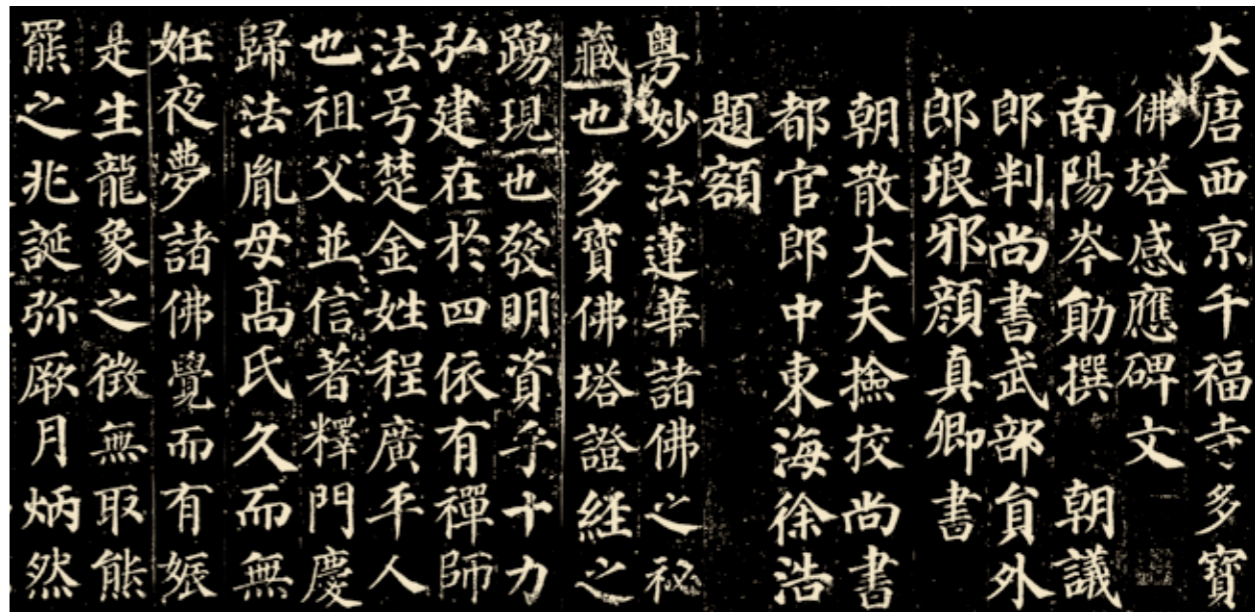 大唐西京千福寺多寶
佛塔感應碑文
南陽岑勛撰　朝議
郎判尚書武部員外
郎琅邪顏真卿書
朝散大夫撿挍尚書
都官郎中東海徐浩
題額
粵妙法蓮華諸佛之秘
藏也多寶佛塔證經之
踴現也發明資乎十力
弘建在於四依有禪師
法号楚金姓程廣平人
也祖父並信著釋門慶
歸法胤母高氏久而無
姙夜夢諸佛覺而有娠
是生龍象之徵無取熊
羆之兆誕弥厥月炳然